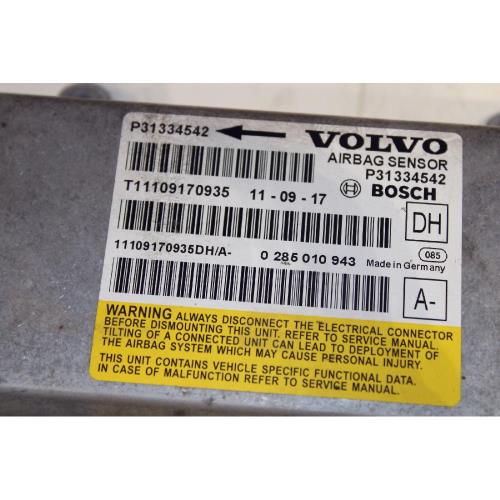 P31334542 VOLVO
AIRBAG SENSOR
P31334542
T11109170935 11-09-17 BOSCH
DH
11109170935DH/A- 0 285 010 943 Made in Germany 085
A-
WARNING ALWAYS DISCONNECT THE ELECTRICAL CONNECTOR
BEFORE DISMOUNTING THIS UNIT. REFER TO SERVICE MANUAL.
TILTING OF A CONNECTED UNIT CAN LEAD TO DEPLOYMENT OF
THE AIRBAG SYSTEM WHICH MAY CAUSE PERSONAL INJURY.
THIS UNIT CONTAINS VEHICLE SPECIFIC FUNCTIONAL DATA.
IN CASE OF MALFUNCTION REFER TO SERVICE MANUAL.